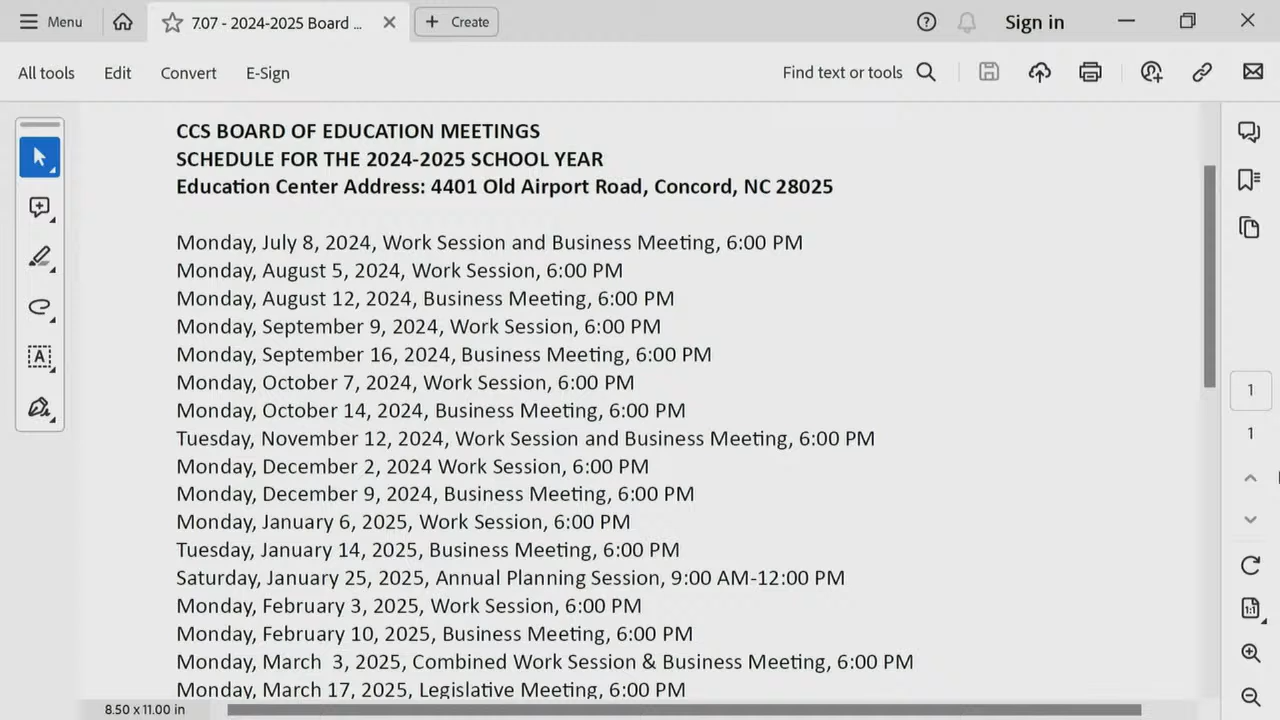 Menu
7.07 - 2024-2025 Board ...
Create
Sign in
All tools
Edit
Convert
E-Sign
Find text or tools
CCS BOARD OF EDUCATION MEETINGS
SCHEDULE FOR THE 2024-2025 SCHOOL YEAR
Education Center Address: 4401 Old Airport Road, Concord, NC 28025
Monday, July 8, 2024, Work Session and Business Meeting, 6:00 PM
Monday, August 5, 2024, Work Session, 6:00 PM
Monday, August 12, 2024, Business Meeting, 6:00 PM
Monday, September 9, 2024, Work Session, 6:00 PM
Monday, September 16, 2024, Business Meeting, 6:00 PM
Monday, October 7, 2024, Work Session, 6:00 PM
Monday, October 14, 2024, Business Meeting, 6:00 PM
Tuesday, November 12, 2024, Work Session and Business Meeting, 6:00 PM
Monday, December 2, 2024 Work Session, 6:00 PM
Monday, December 9, 2024, Business Meeting, 6:00 PM
Monday, January 6, 2025, Work Session, 6:00 PM
Tuesday, January 14, 2025, Business Meeting, 6:00 PM
Saturday, January 25, 2025, Annual Planning Session, 9:00 AM-12:00 PM
Monday, February 3, 2025, Work Session, 6:00 PM
Monday, February 10, 2025, Business Meeting, 6:00 PM
Monday, March  3, 2025, Combined Work Session & Business Meeting, 6:00 PM
Monday, March 17, 2025, Legislative Meeting, 6:00 PM
1
1
8.50 x 11.00 in